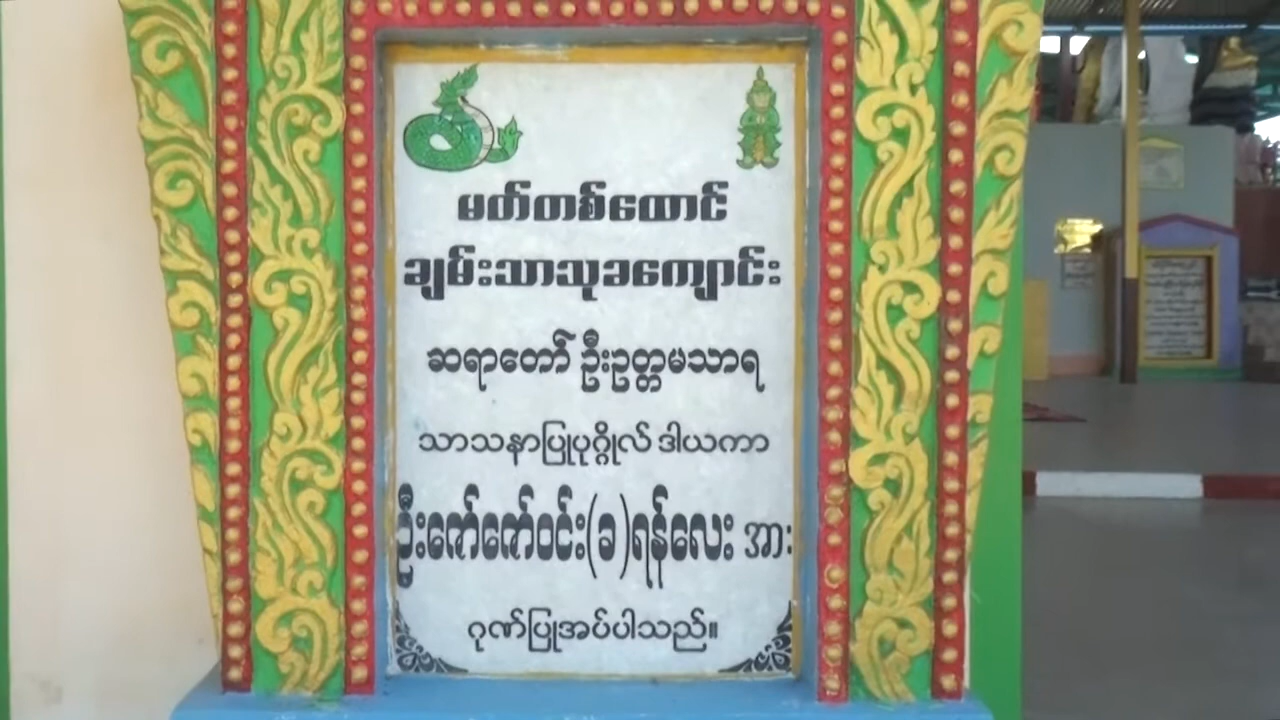 မတ်တစ်ထောင်
ချမ်းသာသုခကျောင်း
ဆရာတော် ဦးဥတ္တမသာရ
သာသနာပြုပုဂ္ဂိုလ် ဒါယကာ
ဦးဇော်ဇော်ဝင်း(ခ)ရန်လေး အား
ဂုဏ်ပြုအပ်ပါသည်။